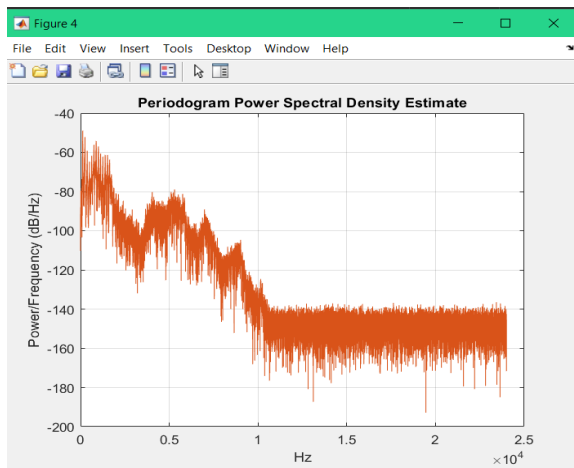 Figure 4
File Edit View Insert Tools Desktop Window Help
Periodogram Power Spectral Density Estimate
-40
-60
-80
-100
-120
-140
-160
-180
-200
Power/Frequency (dB/Hz)
0 0.5 1 1.5 2 2.5
Hz
×10⁴